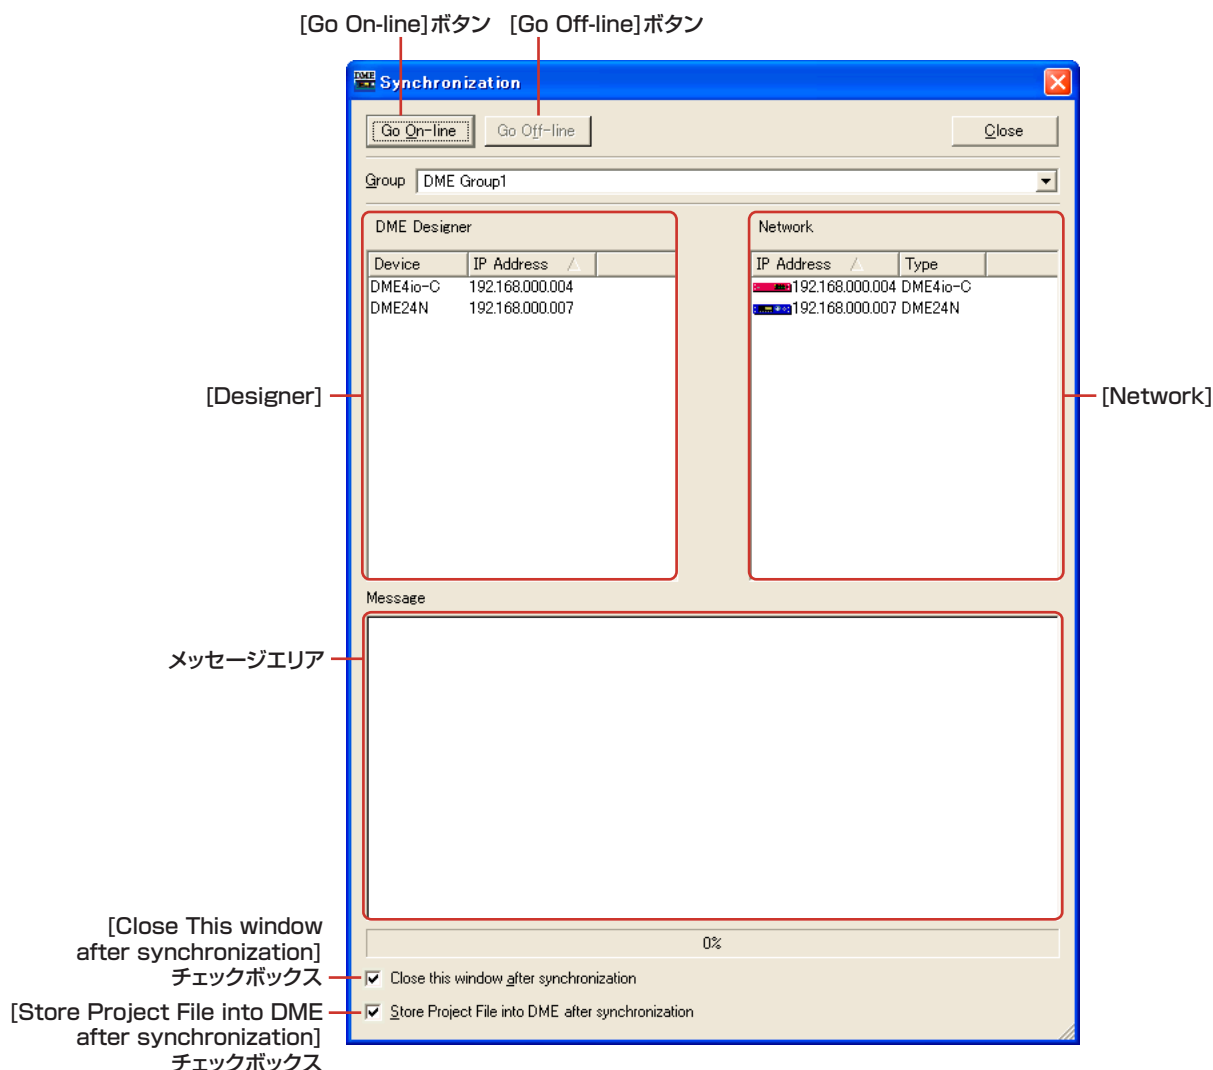 [Go On-line]ボタン [Go Off-line]ボタン
DME
Synchronization
Go On-line Go Off-line Close
Group DME Group1
DME Designer Network
Device IP Address IP Address Type
DME4io-C 192.168.000.004 192.168.000.004 DME4io-C
DME24N 192.168.000.007 192.168.000.007 DME24N
[Designer] [Network]
Message
メッセージエリア
0%
[Close This window
after synchronization]
チェックボックス
Close this window after synchronization
[Store Project File into DME
after synchronization]
チェックボックス
Store Project File into DME after synchronization